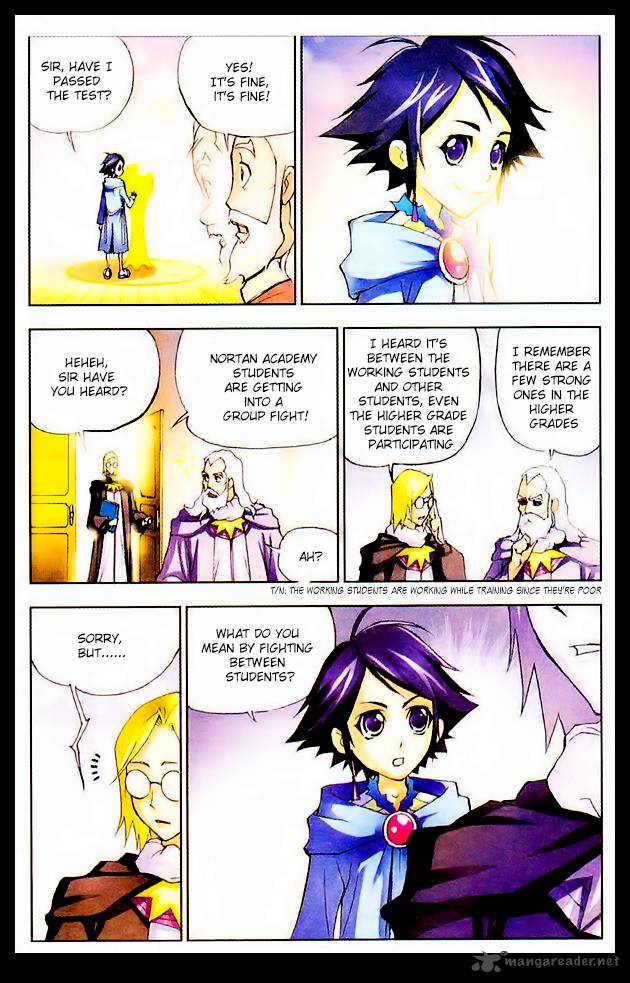 SIR, HAVE I
PASSED
THE TEST?
YES!
IT'S FINE,
IT'S FINE!
HEHEH,
SIR HAVE
YOU HEARD?
NORTAN ACADEMY
STUDENTS
ARE GETTING
INTO A
GROUP FIGHT!
AH?
I HEARD IT'S
BETWEEN THE
WORKING STUDENTS
AND OTHER
STUDENTS, EVEN
THE HIGHER GRADE
STUDENTS ARE
PARTICIPATING
I REMEMBER
THERE ARE A
FEW STRONG
ONES IN THE
HIGHER
GRADES
T/N: THE WORKING STUDENTS ARE WORKING WHILE TRAINING SINCE THEY'RE POOR
SORRY,
BUT......
WHAT DO YOU
MEAN BY FIGHTING
BETWEEN
STUDENTS?
mangareader.net